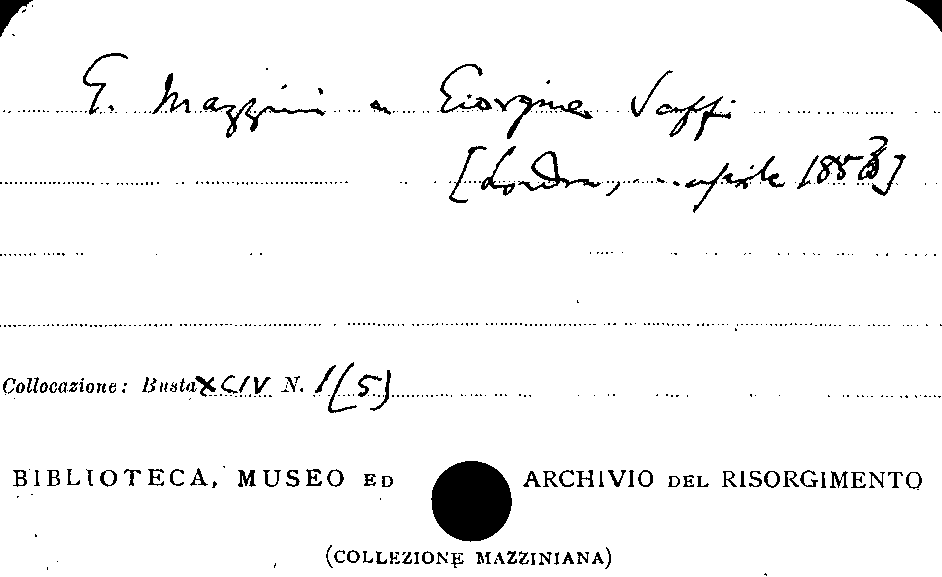 G. Mazzini a Giorgina Saffi
[Londra, ... aprile 185]
Collocazione: Busta XCIV N. 1(5)
BIBLIOTECA, MUSEO ED ARCHIVIO DEL RISORGIMENTO
(COLLEZIONE MAZZINIANA)